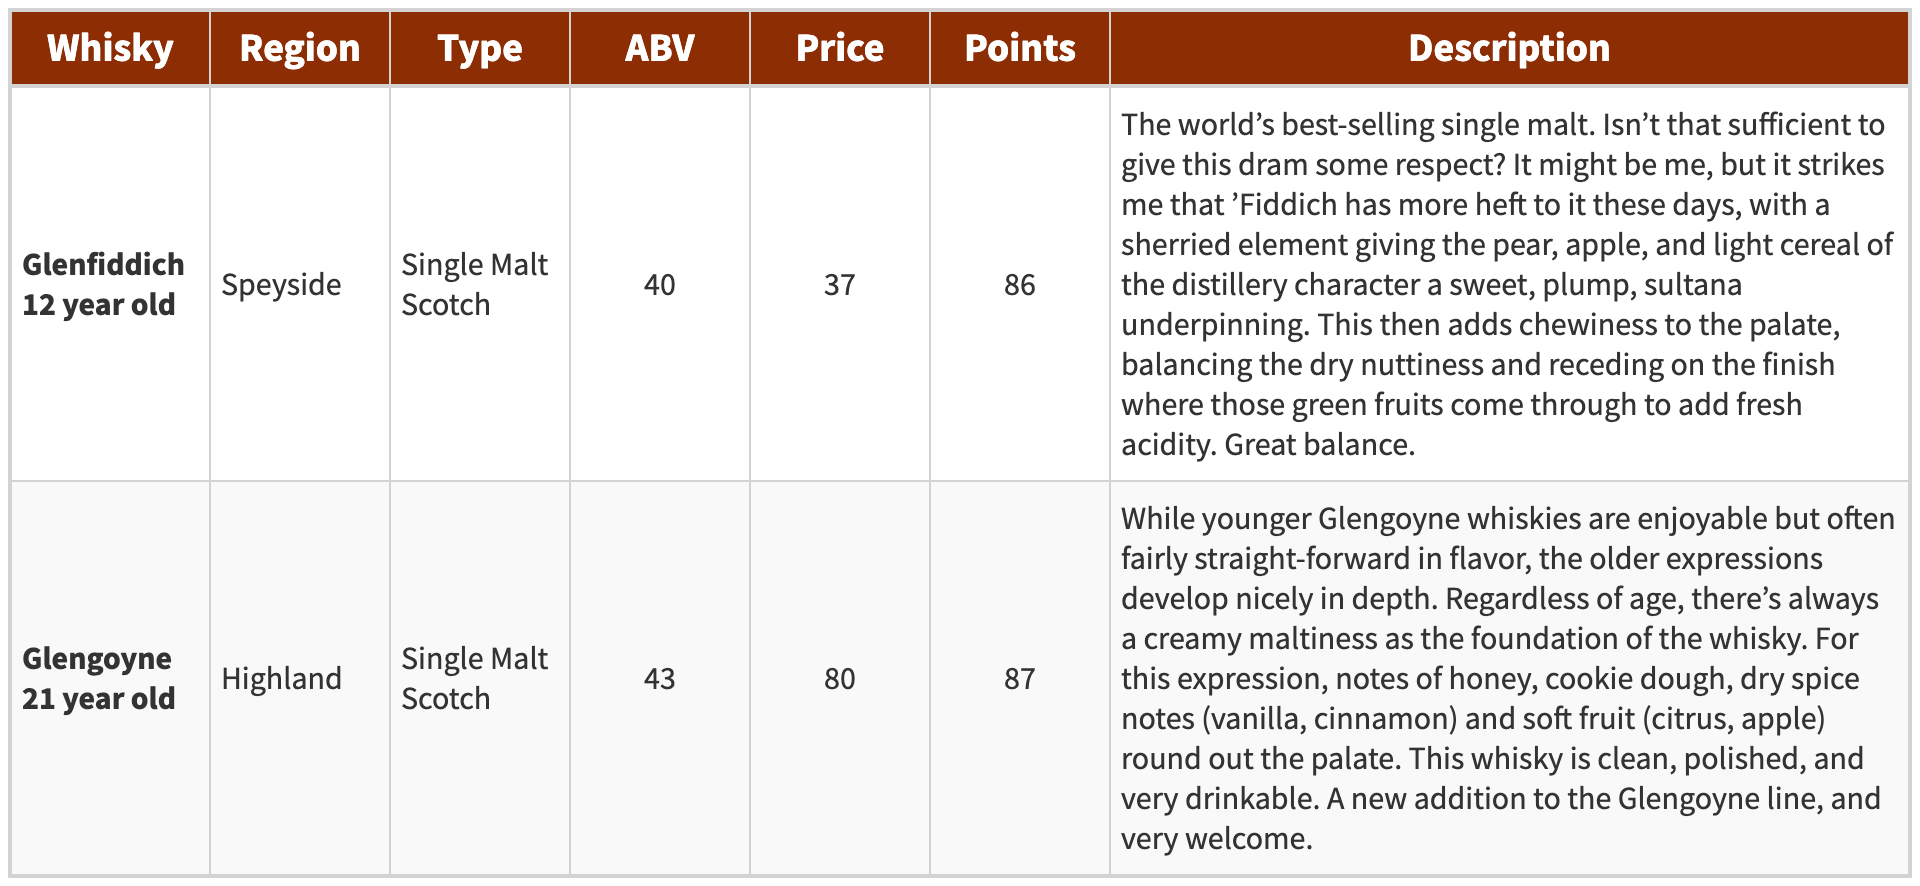 Whisky Region Type ABV Price Points Description
Glenfiddich 12 year old
Speyside
Single Malt Scotch
40
37
86
The world’s best-selling single malt. Isn’t that sufficient to
give this dram some respect? It might be me, but it strikes
me that ’Fiddich has more heft to it these days, with a
sherried element giving the pear, apple, and light cereal of
the distillery character a sweet, plump, sultana
underpinning. This then adds chewiness to the palate,
balancing the dry nuttiness and receding on the finish
where those green fruits come through to add fresh
acidity. Great balance.
Glengoyne
21 year old
Highland
Single Malt
Scotch
43
80
87
While younger Glengoyne whiskies are enjoyable but often
fairly straight-forward in flavor, the older expressions
develop nicely in depth. Regardless of age, there’s always
a creamy maltiness as the foundation of the whisky. For
this expression, notes of honey, cookie dough, dry spice
notes (vanilla, cinnamon) and soft fruit (citrus, apple)
round out the palate. This whisky is clean, polished, and
very drinkable. A new addition to the Glengoyne line, and
very welcome.